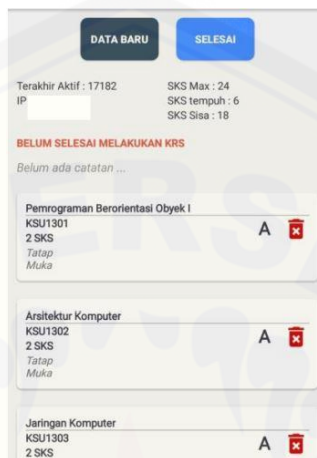 DATA BARU SELESAI
Terakhir Aktif : 17182 SKS Max : 24
IP SKS tempuh : 6
SKS Sisa : 18
BELUM SELESAI MELAKUKAN KRS
Belum ada catatan ...
Pemrograman Berorientasi Obyek I
KSU1301
A
2 SKS
Tatap
Muka
Arsitektur Komputer
KSU1302
A
2 SKS
Tatap
Muka
Jaringan Komputer
KSU1303
A
2 SKS